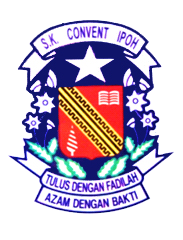 S.K. CONVENT IPOH
TULUS DENGAN FADILAH
AZAM DENGAN BAKTI